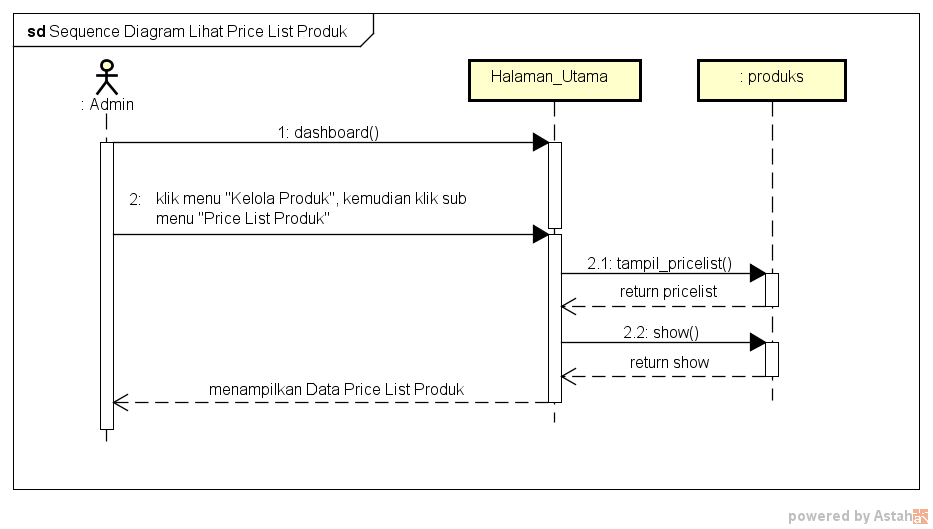 sd Sequence Diagram Lihat Price List Produk
: Admin
Halaman_Utama
: produks
1: dashboard()
2: klik menu "Kelola Produk", kemudian klik sub
menu "Price List Produk"
2.1: tampil_pricelist()
return pricelist
2.2: show()
return show
menampilkan Data Price List Produk
powered by Astah